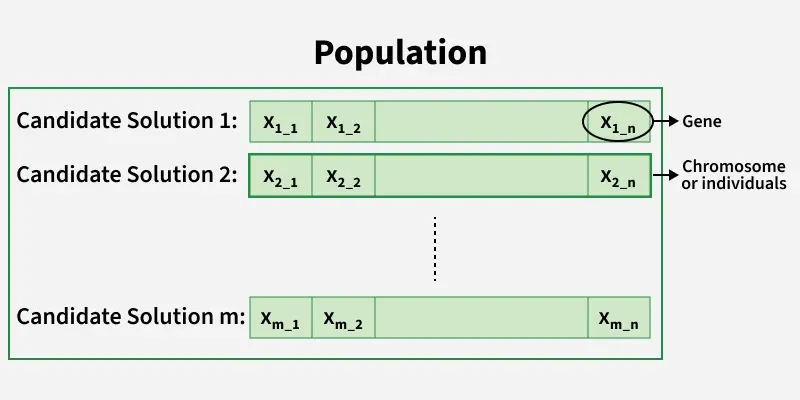 Population
Candidate Solution 1: X1_1 X1_2 X1_n Gene
Candidate Solution 2: X2_1 X2_2 X2_n Chromosome
or individuals
Candidate Solution m: Xm_1 Xm_2 Xm_n